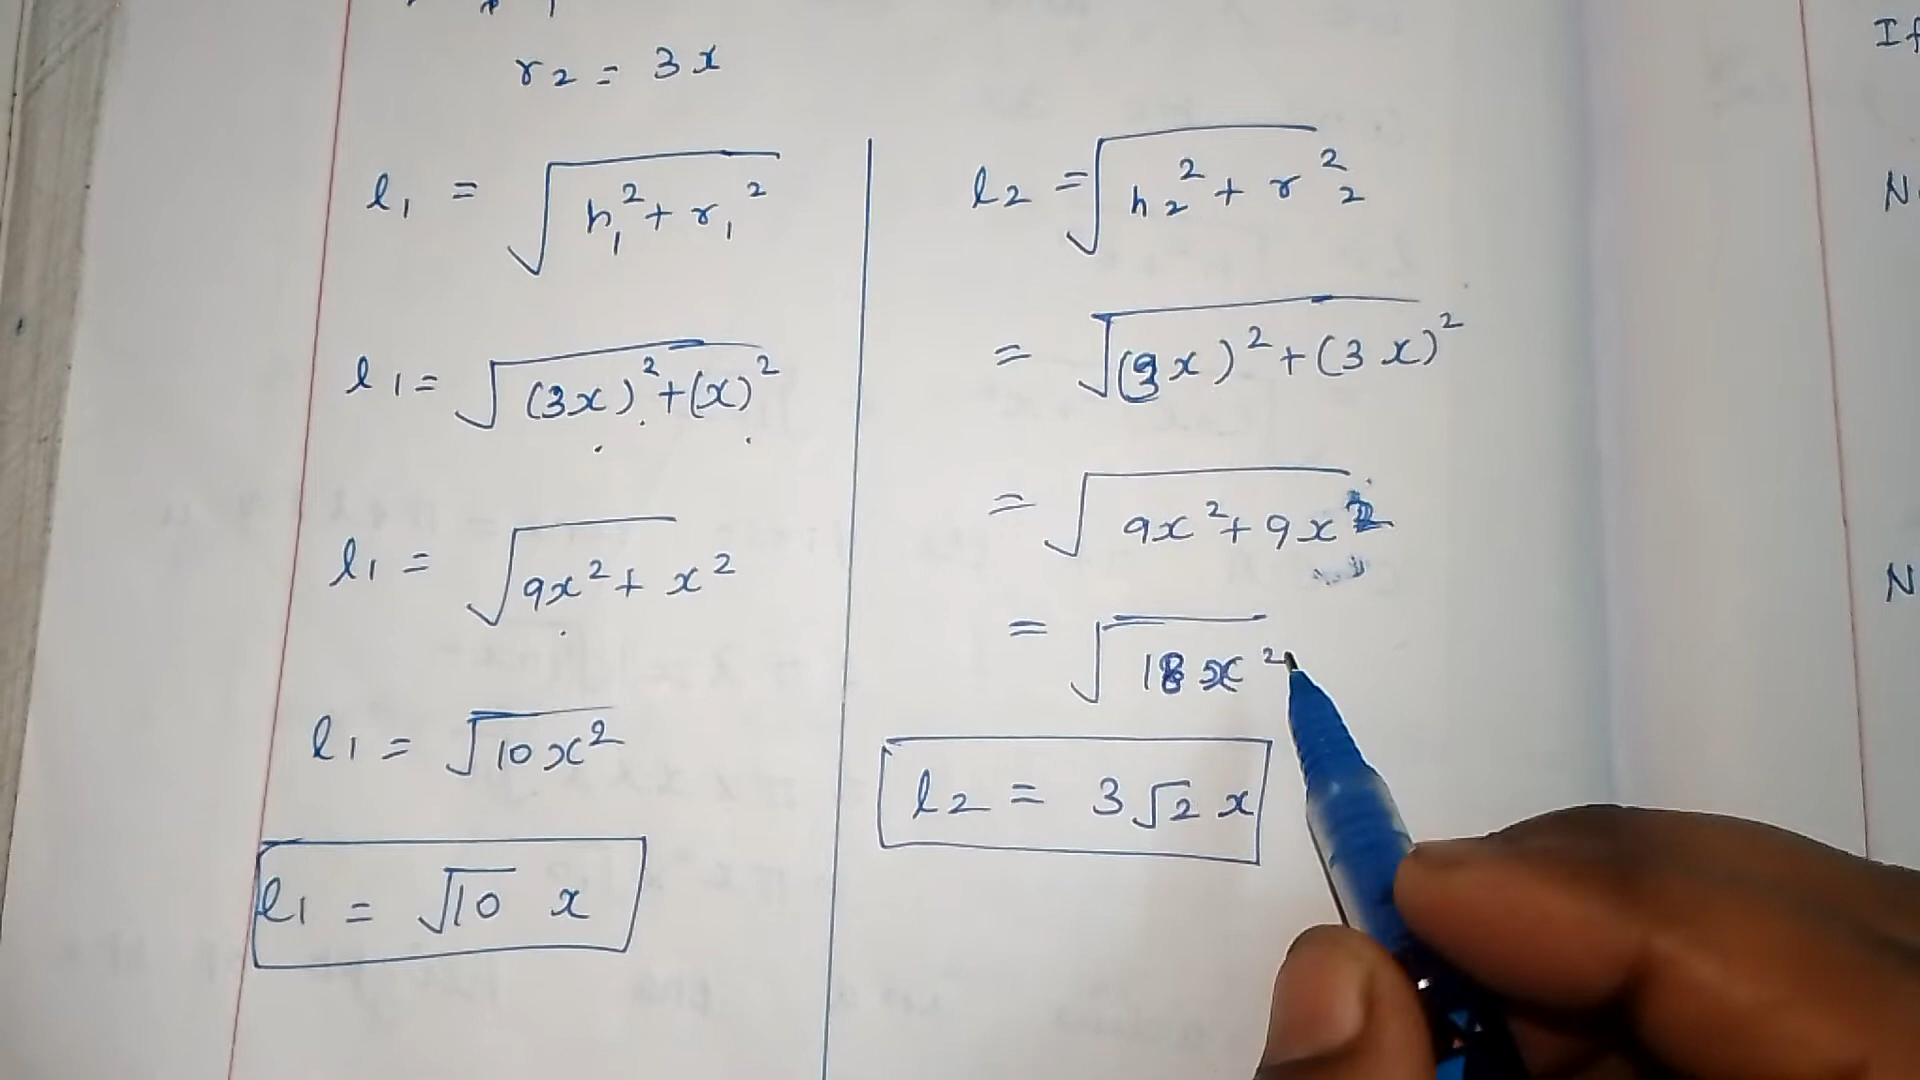 r₂ = 3x
l₁ = √(h₁² + r₁²)
l₁ = √((3x)² + (x)²)
l₁ = √(9x² + x²)
l₁ = √(10x²)
l₁ = √10 x
l₂ = √(h₂² + r₂²)
= √((3x)² + (3x)²)
= √(9x² + 9x²)
= √(18x²)
l₂ = 3√2 x
If
N